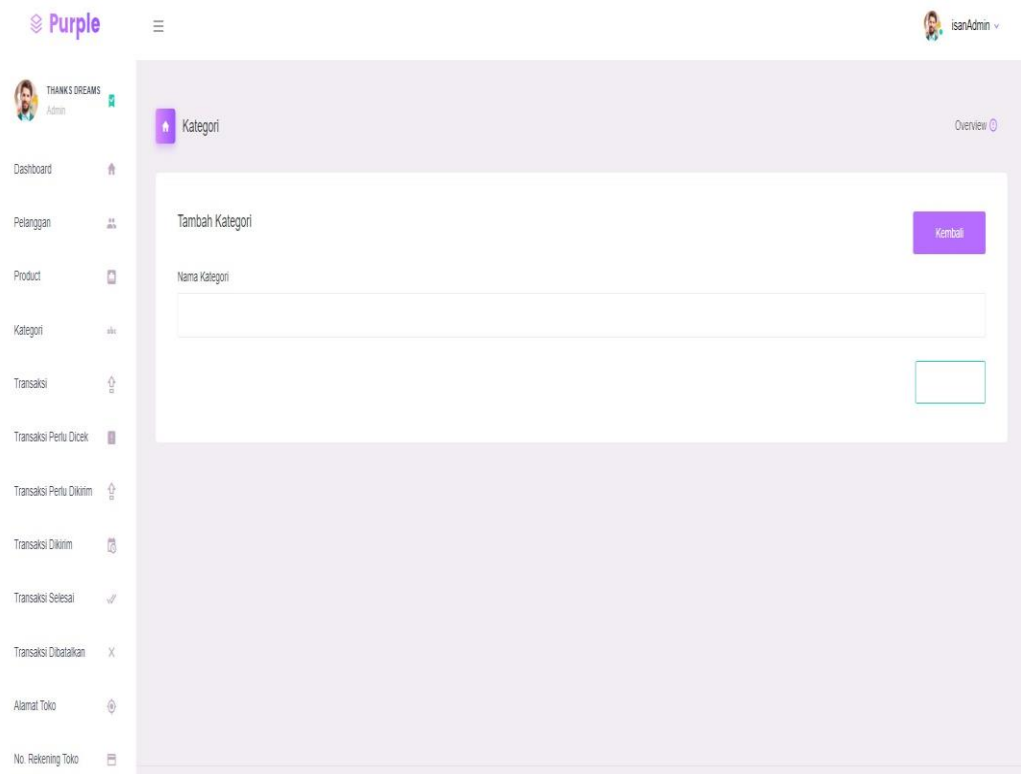 Purple
isanAdmin
THANKS DREAMS
Admin
Dashboard
Pelanggan
Product
Kategori
Transaksi
Transaksi Perlu Dicek
Transaksi Perlu Dikirim
Transaksi Dikirim
Transaksi Selesai
Transaksi Dibatalkan
Alamat Toko
No. Rekening Toko
Kategori
Overview
Tambah Kategori
Kembali
Nama Kategori